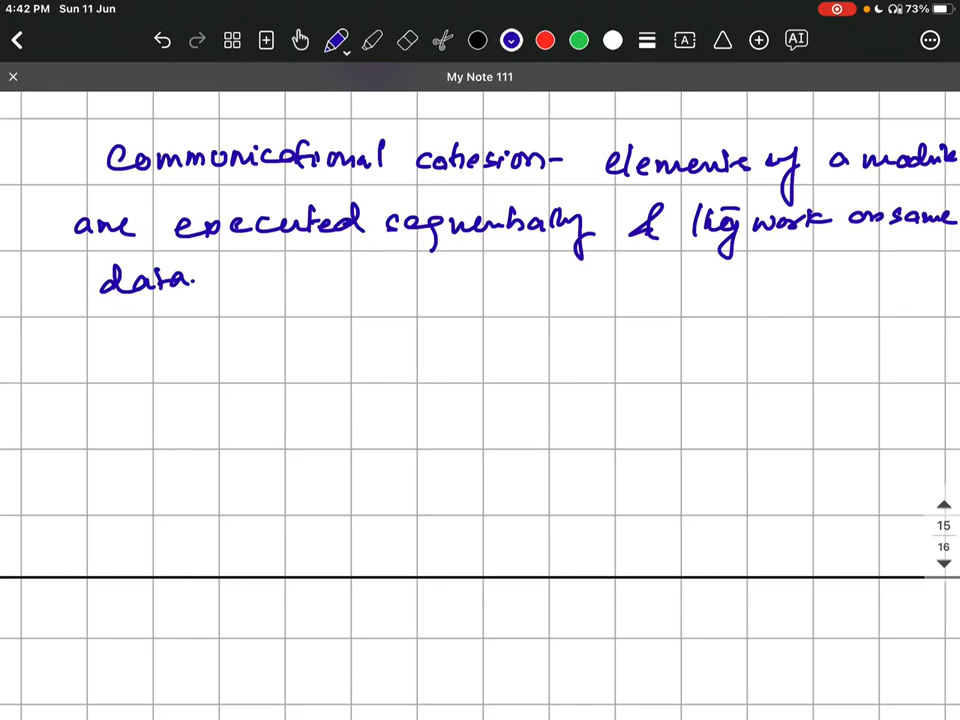 4:42 PM Sun 11 Jun 73%
A AI
My Note 111
Communicational cohesion- elements of a module
are executed sequentially & they work on same
data.
15
16